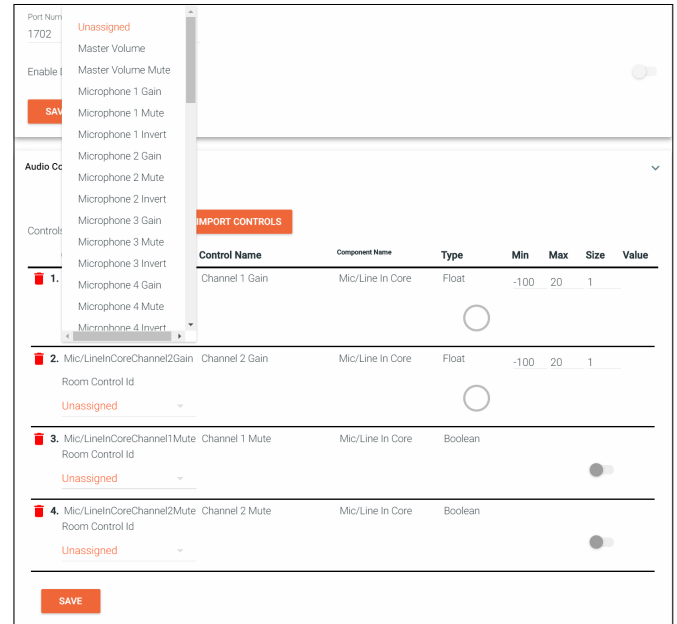 Port Num
1702
Enable
SAV
Unassigned
Master Volume
Master Volume Mute
Microphone 1 Gain
Microphone 1 Mute
Microphone 1 Invert
Microphone 2 Gain
Microphone 2 Mute
Microphone 2 Invert
Microphone 3 Gain
Microphone 3 Mute
Microphone 3 Invert
Microphone 4 Gain
Microphone 4 Mute
Microphone 4 Invert
Audio Co
Controls
IMPORT CONTROLS
Control Name Component Name Type Min Max Size Value
1. Channel 1 Gain Mic/Line In Core Float -100 20 1
2. Mic/LineInCoreChannel2Gain Channel 2 Gain Mic/Line In Core Float -100 20 1
Room Control Id
Unassigned
3. Mic/LineInCoreChannel1Mute Channel 1 Mute Mic/Line In Core Boolean
Room Control Id
Unassigned
4. Mic/LineInCoreChannel2Mute Channel 2 Mute Mic/Line In Core Boolean
Room Control Id
Unassigned
SAVE